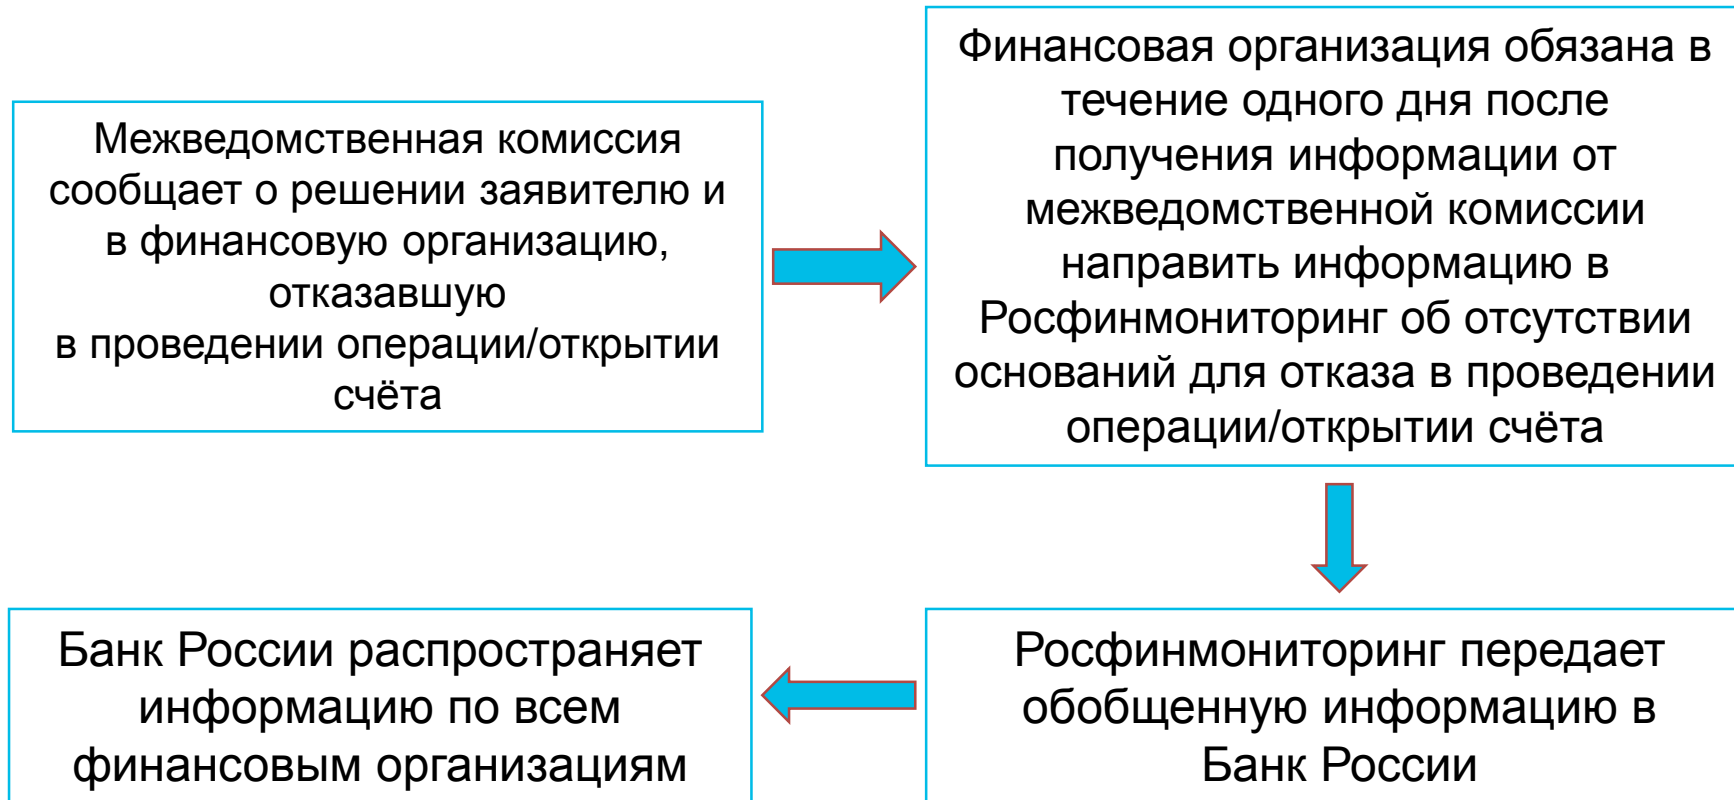 Межведомственная комиссия
сообщает о решении заявителю и
в финансовую организацию,
отказавшую
в проведении операции/открытии
счёта
Финансовая организация обязана в
течение одного дня после
получения информации от
межведомственной комиссии
направить информацию в
Росфинмониторинг об отсутствии
оснований для отказа в проведении
операции/открытии счёта
Росфинмониторинг передает
обобщенную информацию в
Банк России
Банк России распространяет
информацию по всем
финансовым организациям